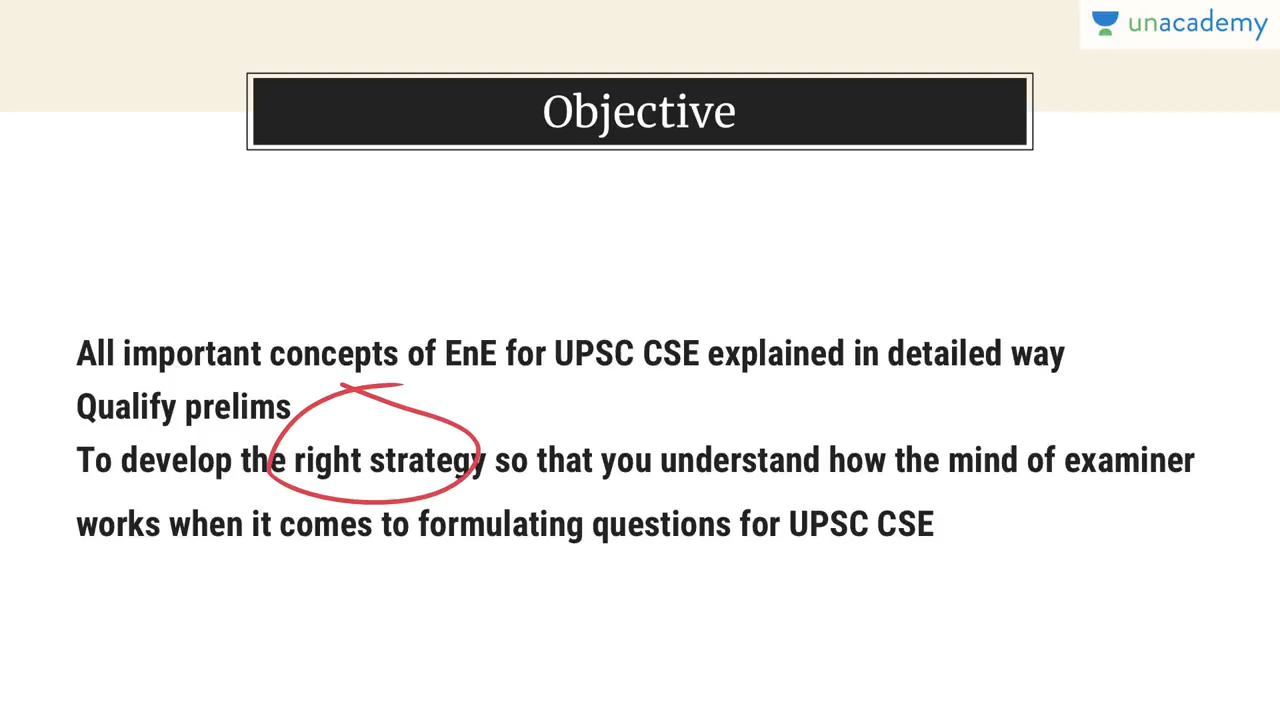 unacademy
Objective
All important concepts of EnE for UPSC CSE explained in detailed way
Qualify prelims
To develop the right strategy so that you understand how the mind of examiner
works when it comes to formulating questions for UPSC CSE